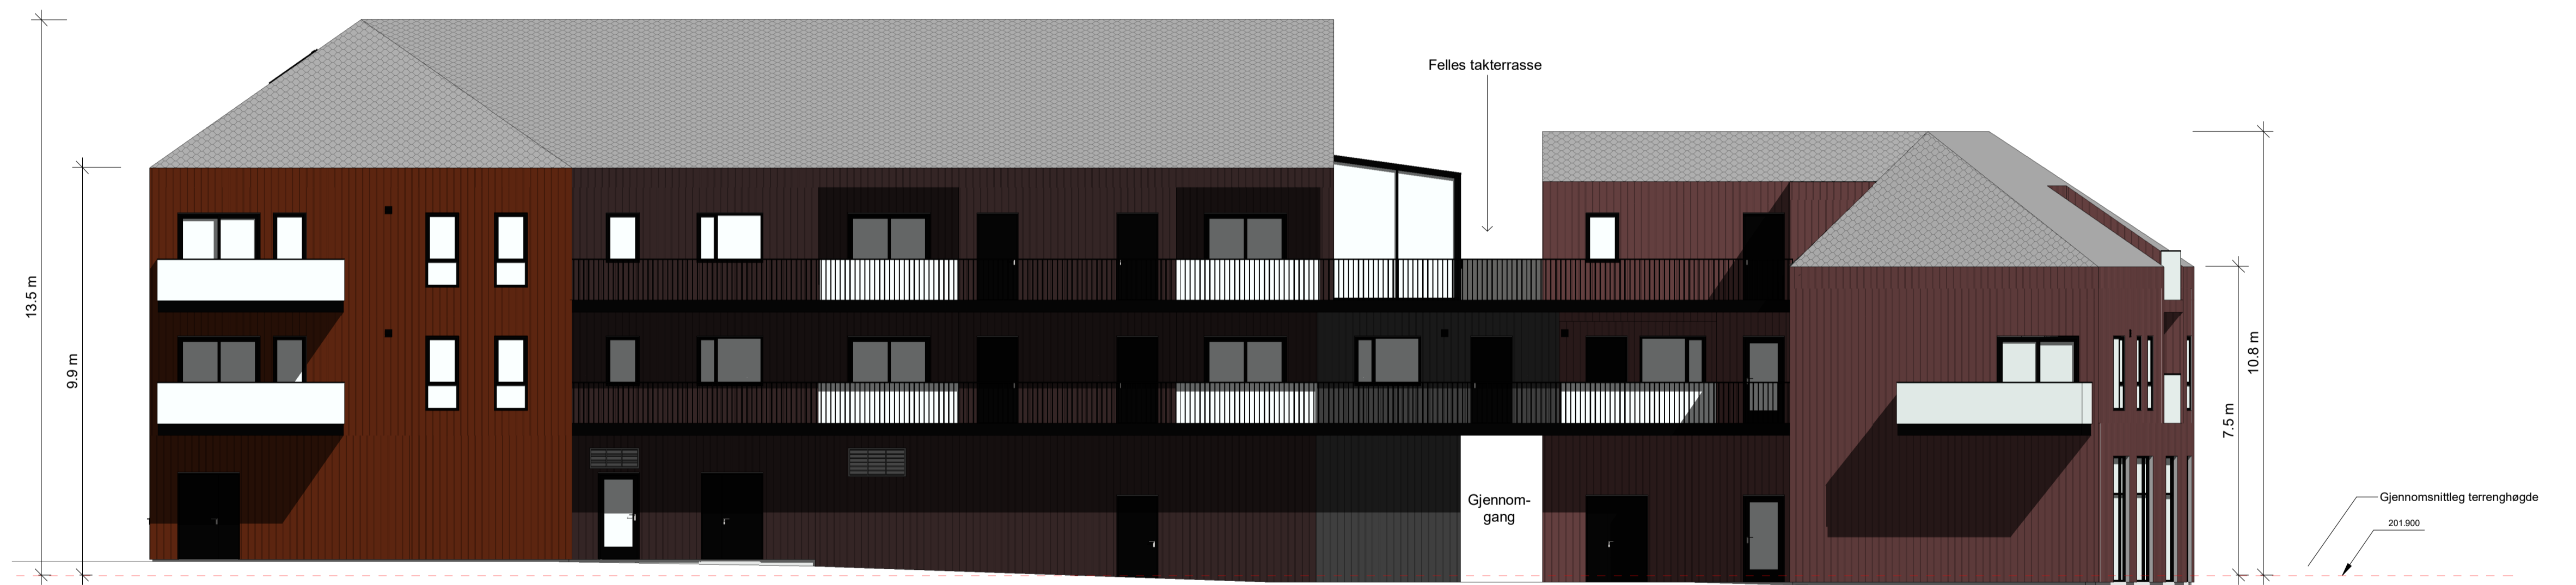 Felles takterrasse
13.5 m
9.9 m
10.8 m
7.5 m
Gjennom-
gang
Gjennomsnittleg terrenghøgde
201.900